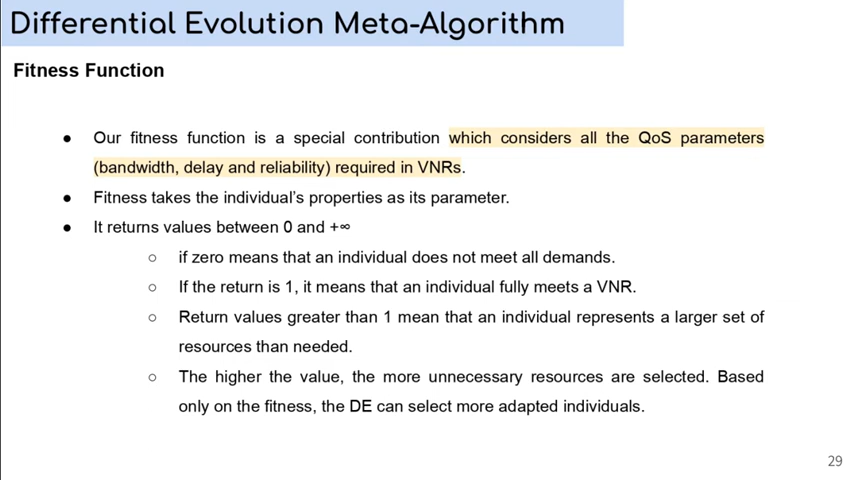 Differential Evolution Meta-Algorithm
Fitness Function
● Our fitness function is a special contribution which considers all the QoS parameters
(bandwidth, delay and reliability) required in VNRs.
● Fitness takes the individual’s properties as its parameter.
● It returns values between 0 and +∞
○ if zero means that an individual does not meet all demands.
○ If the return is 1, it means that an individual fully meets a VNR.
○ Return values greater than 1 mean that an individual represents a larger set of
resources than needed.
○ The higher the value, the more unnecessary resources are selected. Based
only on the fitness, the DE can select more adapted individuals.
29